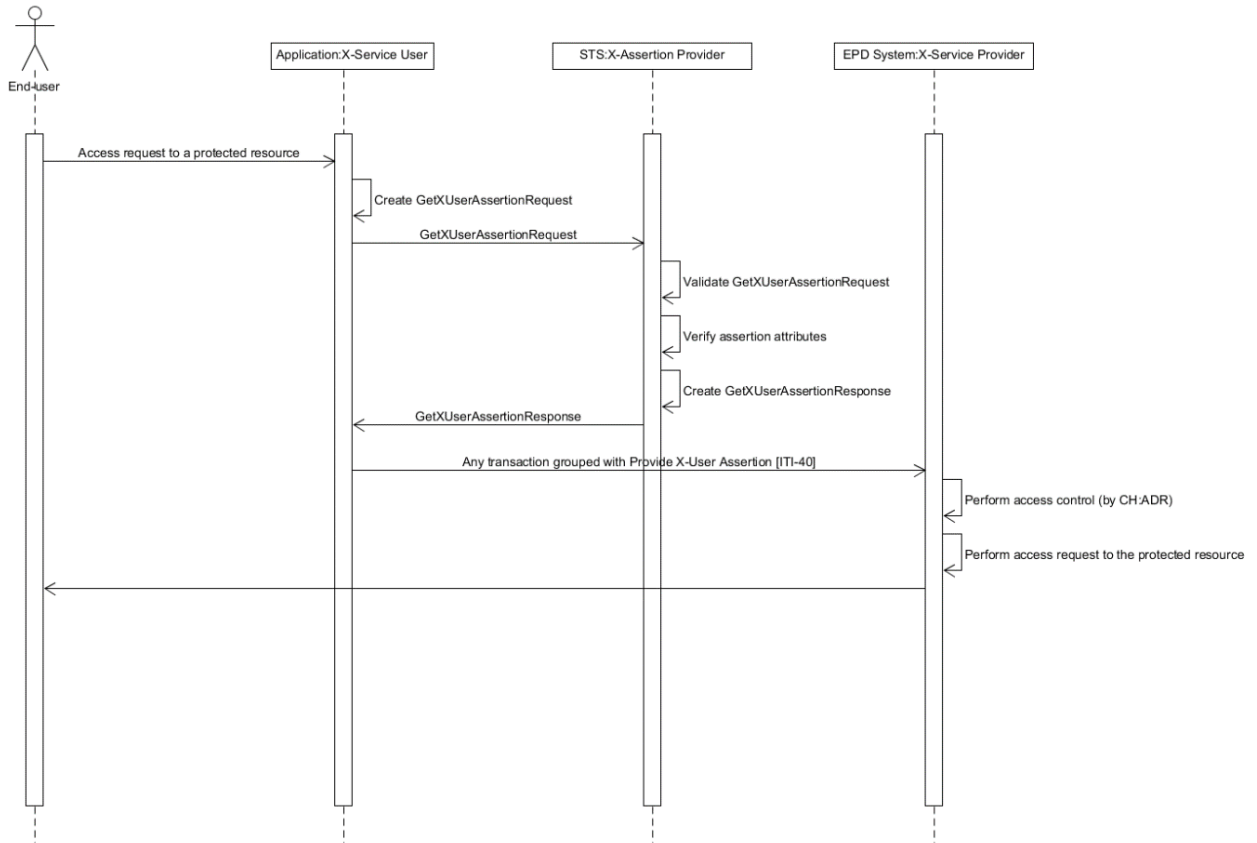 End-user
Application:X-Service User
STS:X-Assertion Provider
EPD System:X-Service Provider
Access request to a protected resource
Create GetXUserAssertionRequest
GetXUserAssertionRequest
Validate GetXUserAssertionRequest
Verify assertion attributes
Create GetXUserAssertionResponse
GetXUserAssertionResponse
Any transaction grouped with Provide X-User Assertion [ITI-40]
Perform access control (by CH:ADR)
Perform access request to the protected resource